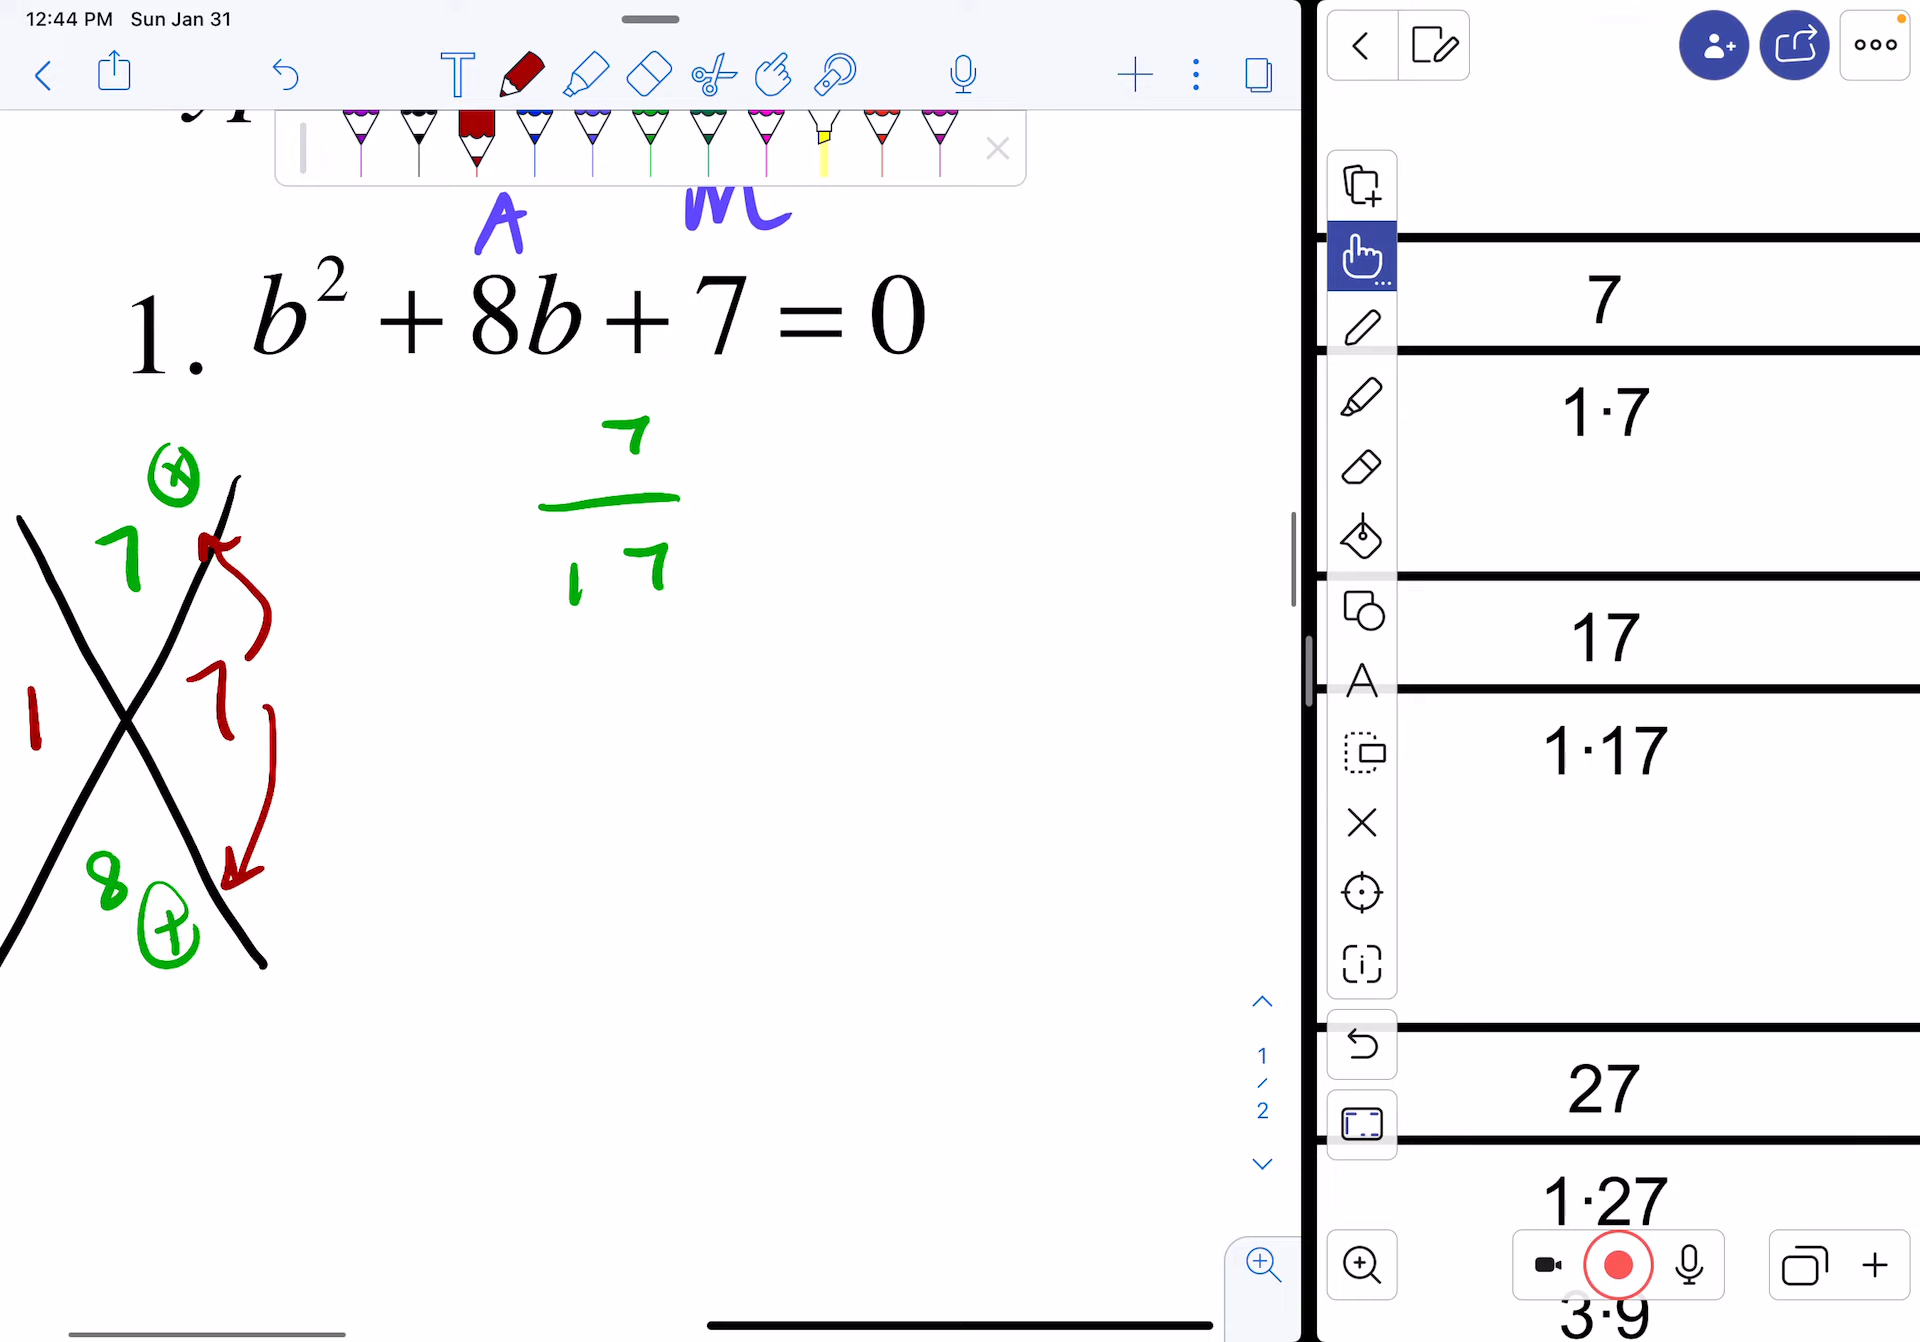 12:44 PM Sun Jan 31
T
A M
1. b² + 8b + 7 = 0
7
1 7
×
7
1 7
8
+
1
/
2
7
1·7
17
1·17
27
1·27
3·9
A
i